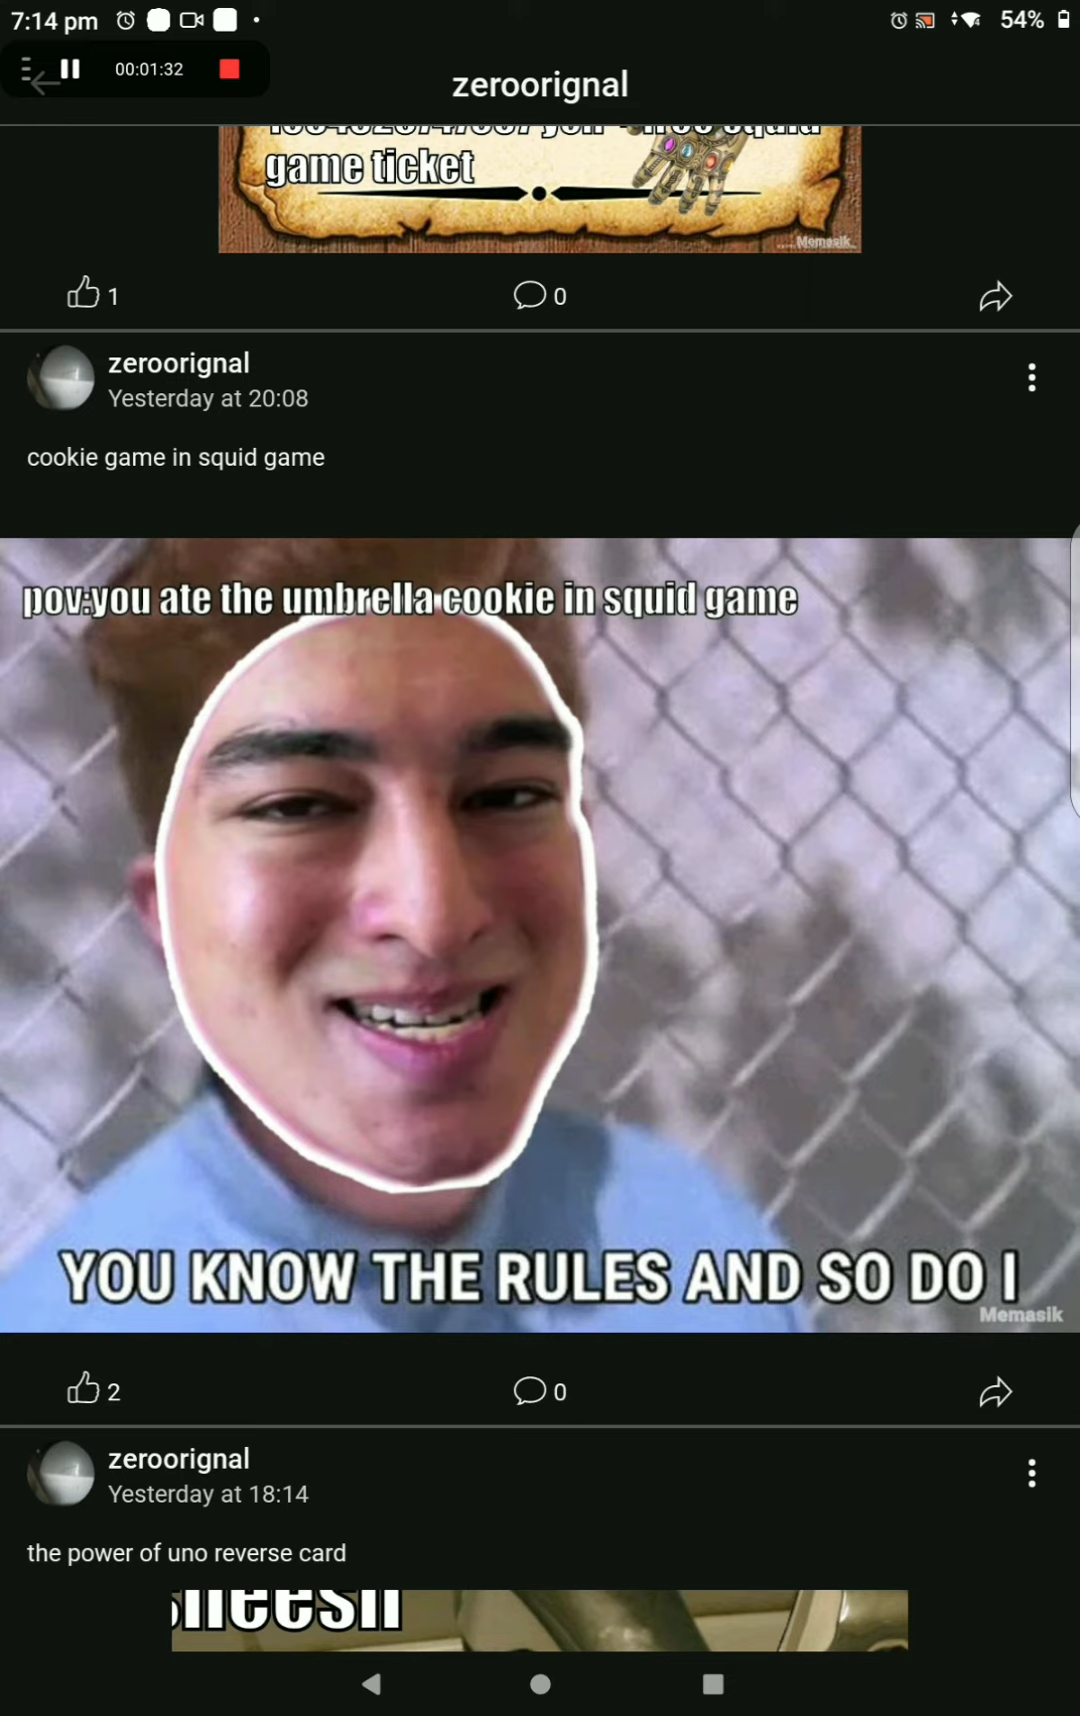 7:14 pm
54%
00:01:32
zeroorignal
game ticket
Memasik
1
0
zeroorignal
Yesterday at 20:08
cookie game in squid game
pov:you ate the umbrella cookie in squid game
YOU KNOW THE RULES AND SO DO I
Memasik
2
0
zeroorignal
Yesterday at 18:14
the power of uno reverse card
sheesh